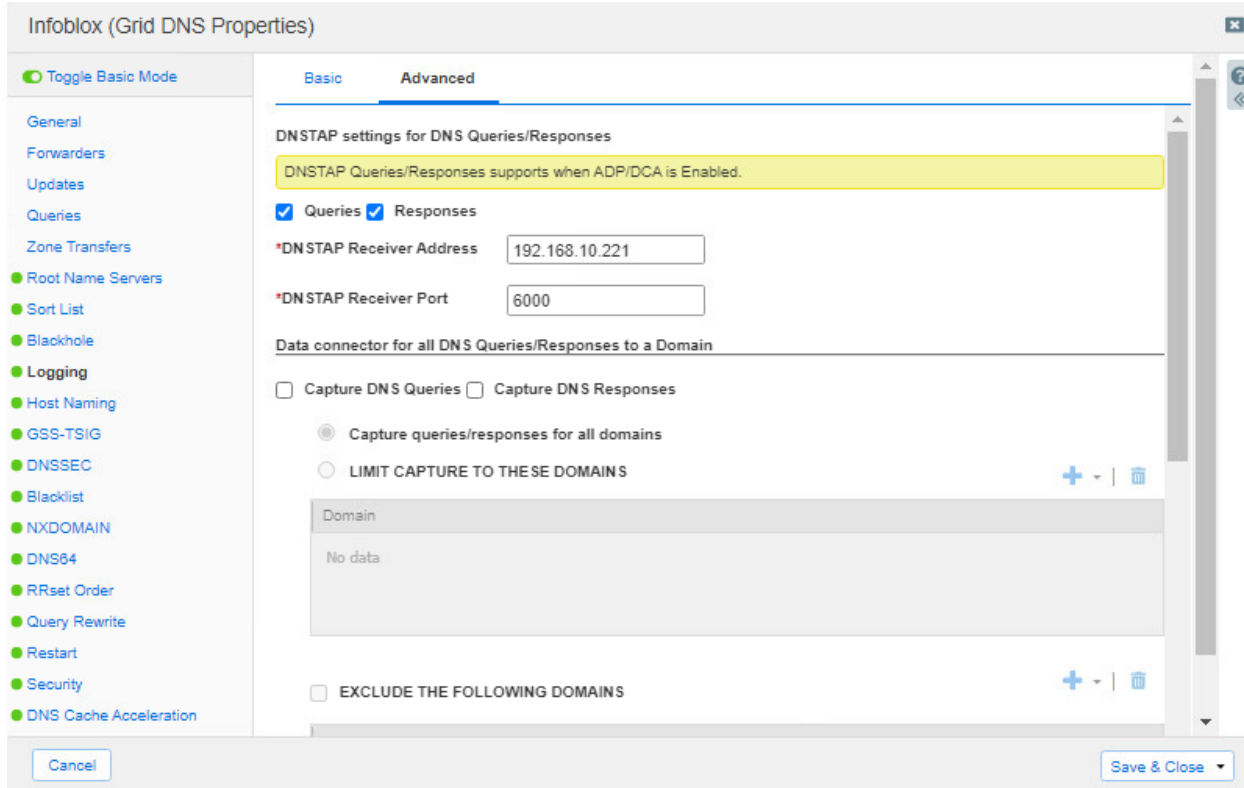 Infoblox (Grid DNS Properties)
Toggle Basic Mode
General
Forwarders
Updates
Queries
Zone Transfers
Root Name Servers
Sort List
Blackhole
Logging
Host Naming
GSS-TSIG
DNSSEC
Blacklist
NXDOMAIN
DNS64
RRset Order
Query Rewrite
Restart
Security
DNS Cache Acceleration
Basic Advanced
DNSTAP settings for DNS Queries/Responses
DNSTAP Queries/Responses supports when ADP/DCA is Enabled.
Queries Responses
*DNSTAP Receiver Address 192.168.10.221
*DNSTAP Receiver Port 6000
Data connector for all DNS Queries/Responses to a Domain
Capture DNS Queries Capture DNS Responses
Capture queries/responses for all domains
LIMIT CAPTURE TO THESE DOMAINS
Domain
No data
EXCLUDE THE FOLLOWING DOMAINS
Cancel Save & Close